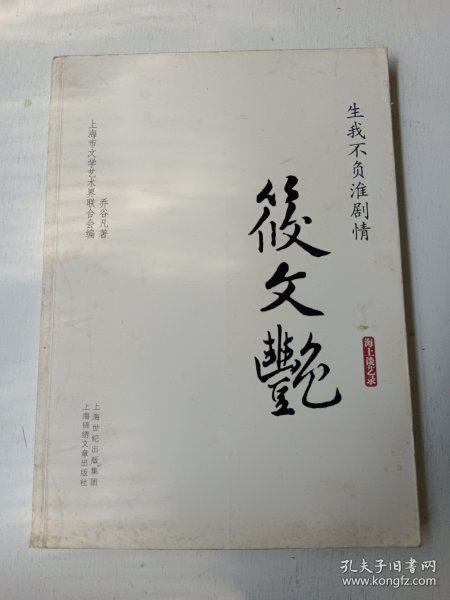 生我不负淮剧情
筱文艷
海上谈艺录
上海市文学艺术界联合会编
乔谷凡著
上海世纪出版集团
上海锦绣文章出版社
孔夫子旧书网
www.kongfz.com